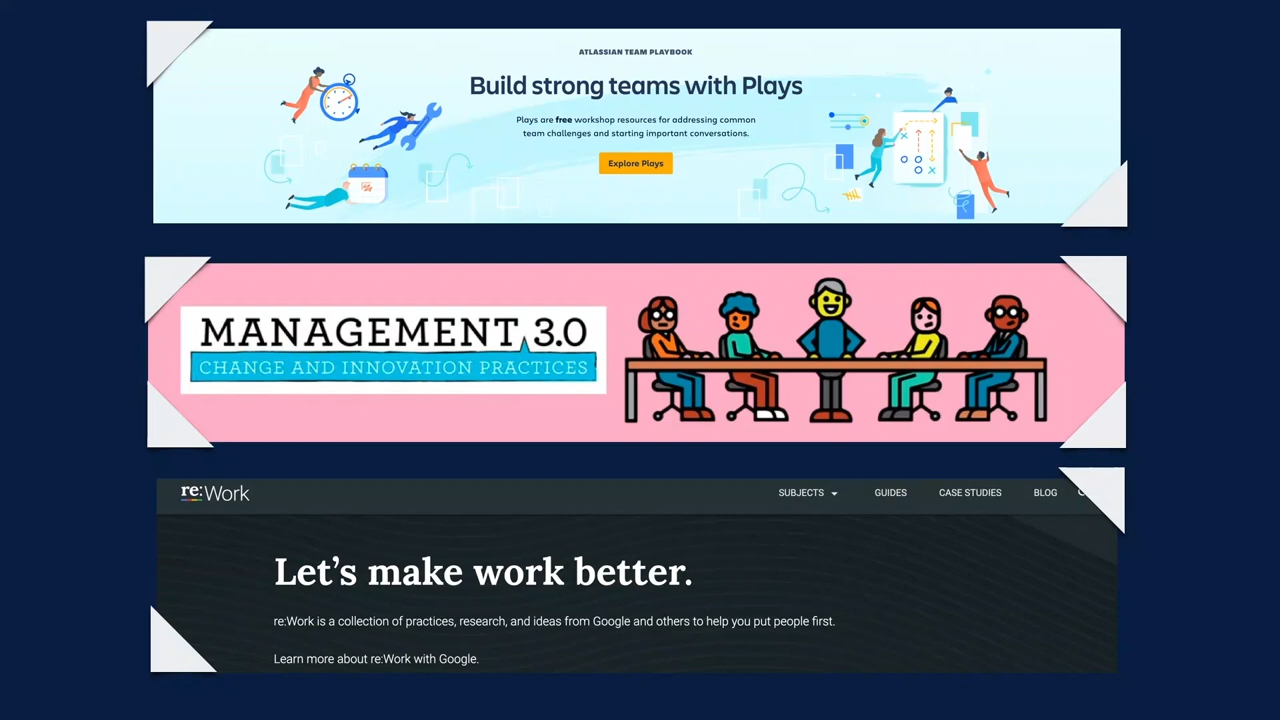 ATLASSIAN TEAM PLAYBOOK
Build strong teams with Plays
Plays are free workshop resources for addressing common
team challenges and starting important conversations.
Explore Plays
MANAGEMENT 3.0
CHANGE AND INNOVATION PRACTICES
re:Work
SUBJECTS GUIDES CASE STUDIES BLOG
Let's make work better.
re:Work is a collection of practices, research, and ideas from Google and others to help you put people first.
Learn more about re:Work with Google.